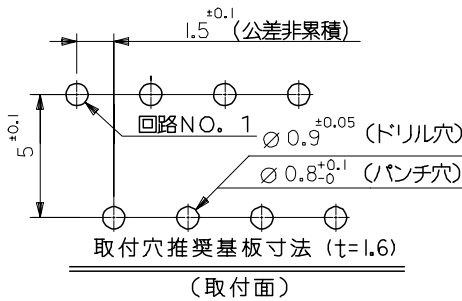 1.5±0.1 (公差非累積)
5±0.1
回路NO. 1
Ø0.9±0.05 (ドリル穴)
Ø0.8+0.1 -0 (パンチ穴)
取付穴推奨基板寸法 (t=1.6)
(取付面)